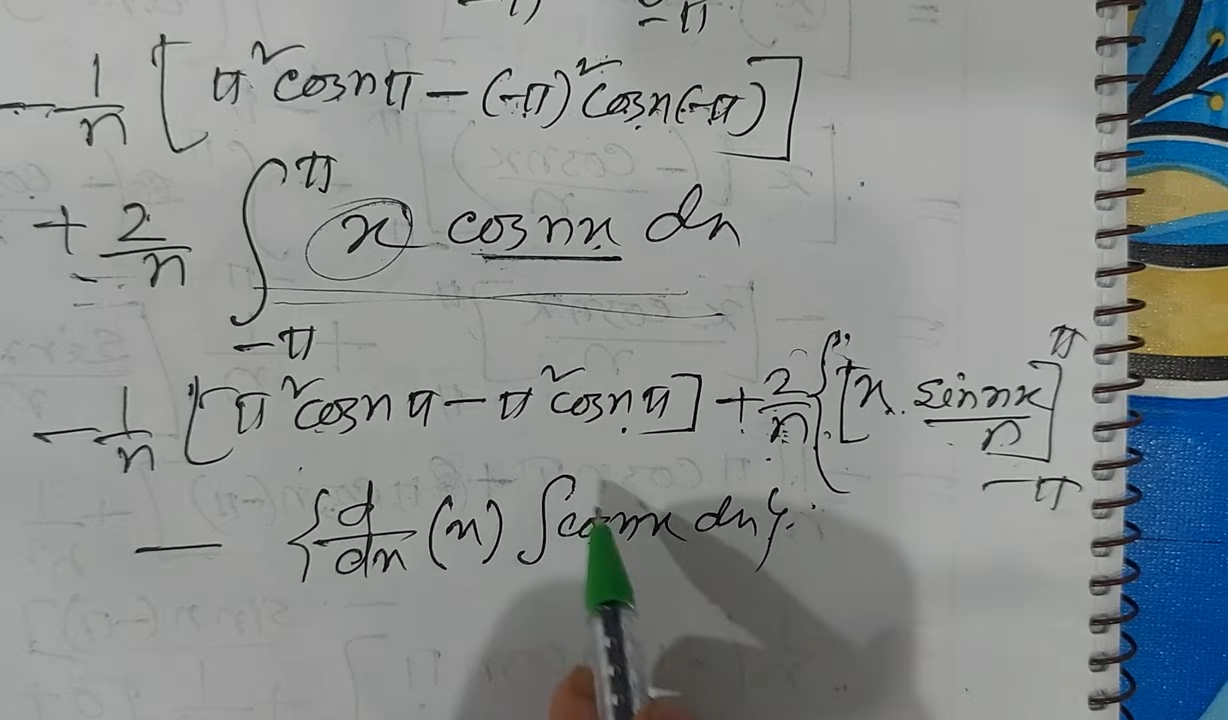 -π) -π
- 1/n [ π² cos nπ - (-π)² cos n(-π) ]
+ 2/n ∫_{-π}^{π} x cos nx dx
- 1/n [ π² cos nπ - π² cos nπ ] + 2/n { [ x. sin nx / n ]_{-π}^{π}
- { d/dx (x) ∫ cos nx dx }